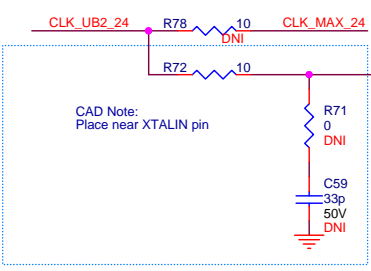 CLK_UB2_24 R78 10 CLK_MAX_24
DNI
R72 10
CAD Note:
Place near XTALIN pin
R71
0
DNI
C59
33p
50V
DNI